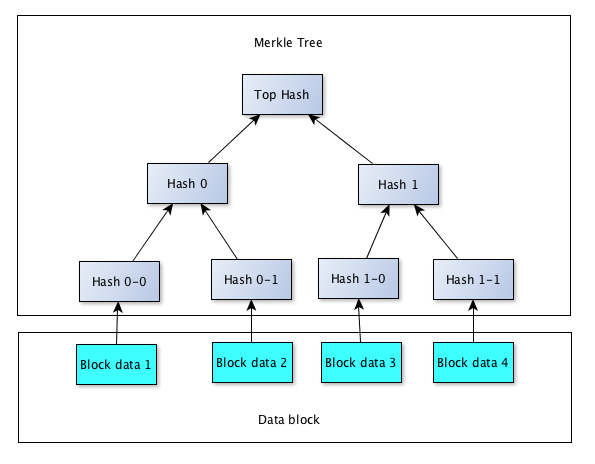 Merkle Tree
Top Hash
Hash 0
Hash 1
Hash 0-0
Hash 0-1
Hash 1-0
Hash 1-1
Block data 1
Block data 2
Block data 3
Block data 4
Data block